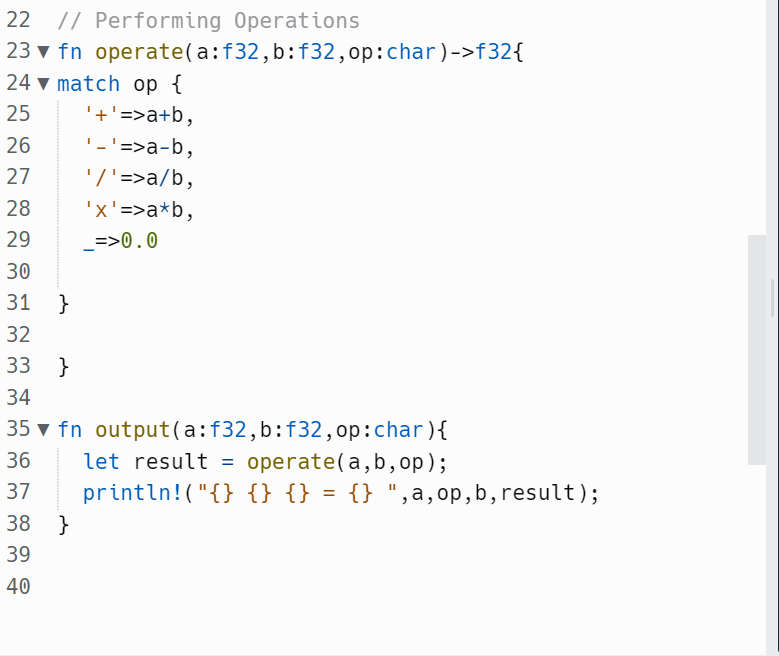 22 // Performing Operations
23 ▼ fn operate(a:f32,b:f32,op:char)->f32{
24 ▼ match op {
25 '+'=>a+b,
26 '-'=>a-b,
27 '/'=>a/b,
28 'x'=>a*b,
29 _=>0.0
30
31 }
32
33 }
34
35 ▼ fn output(a:f32,b:f32,op:char){
36 let result = operate(a,b,op);
37 println!("{} {} {} = {} ",a,op,b,result);
38 }
39
40